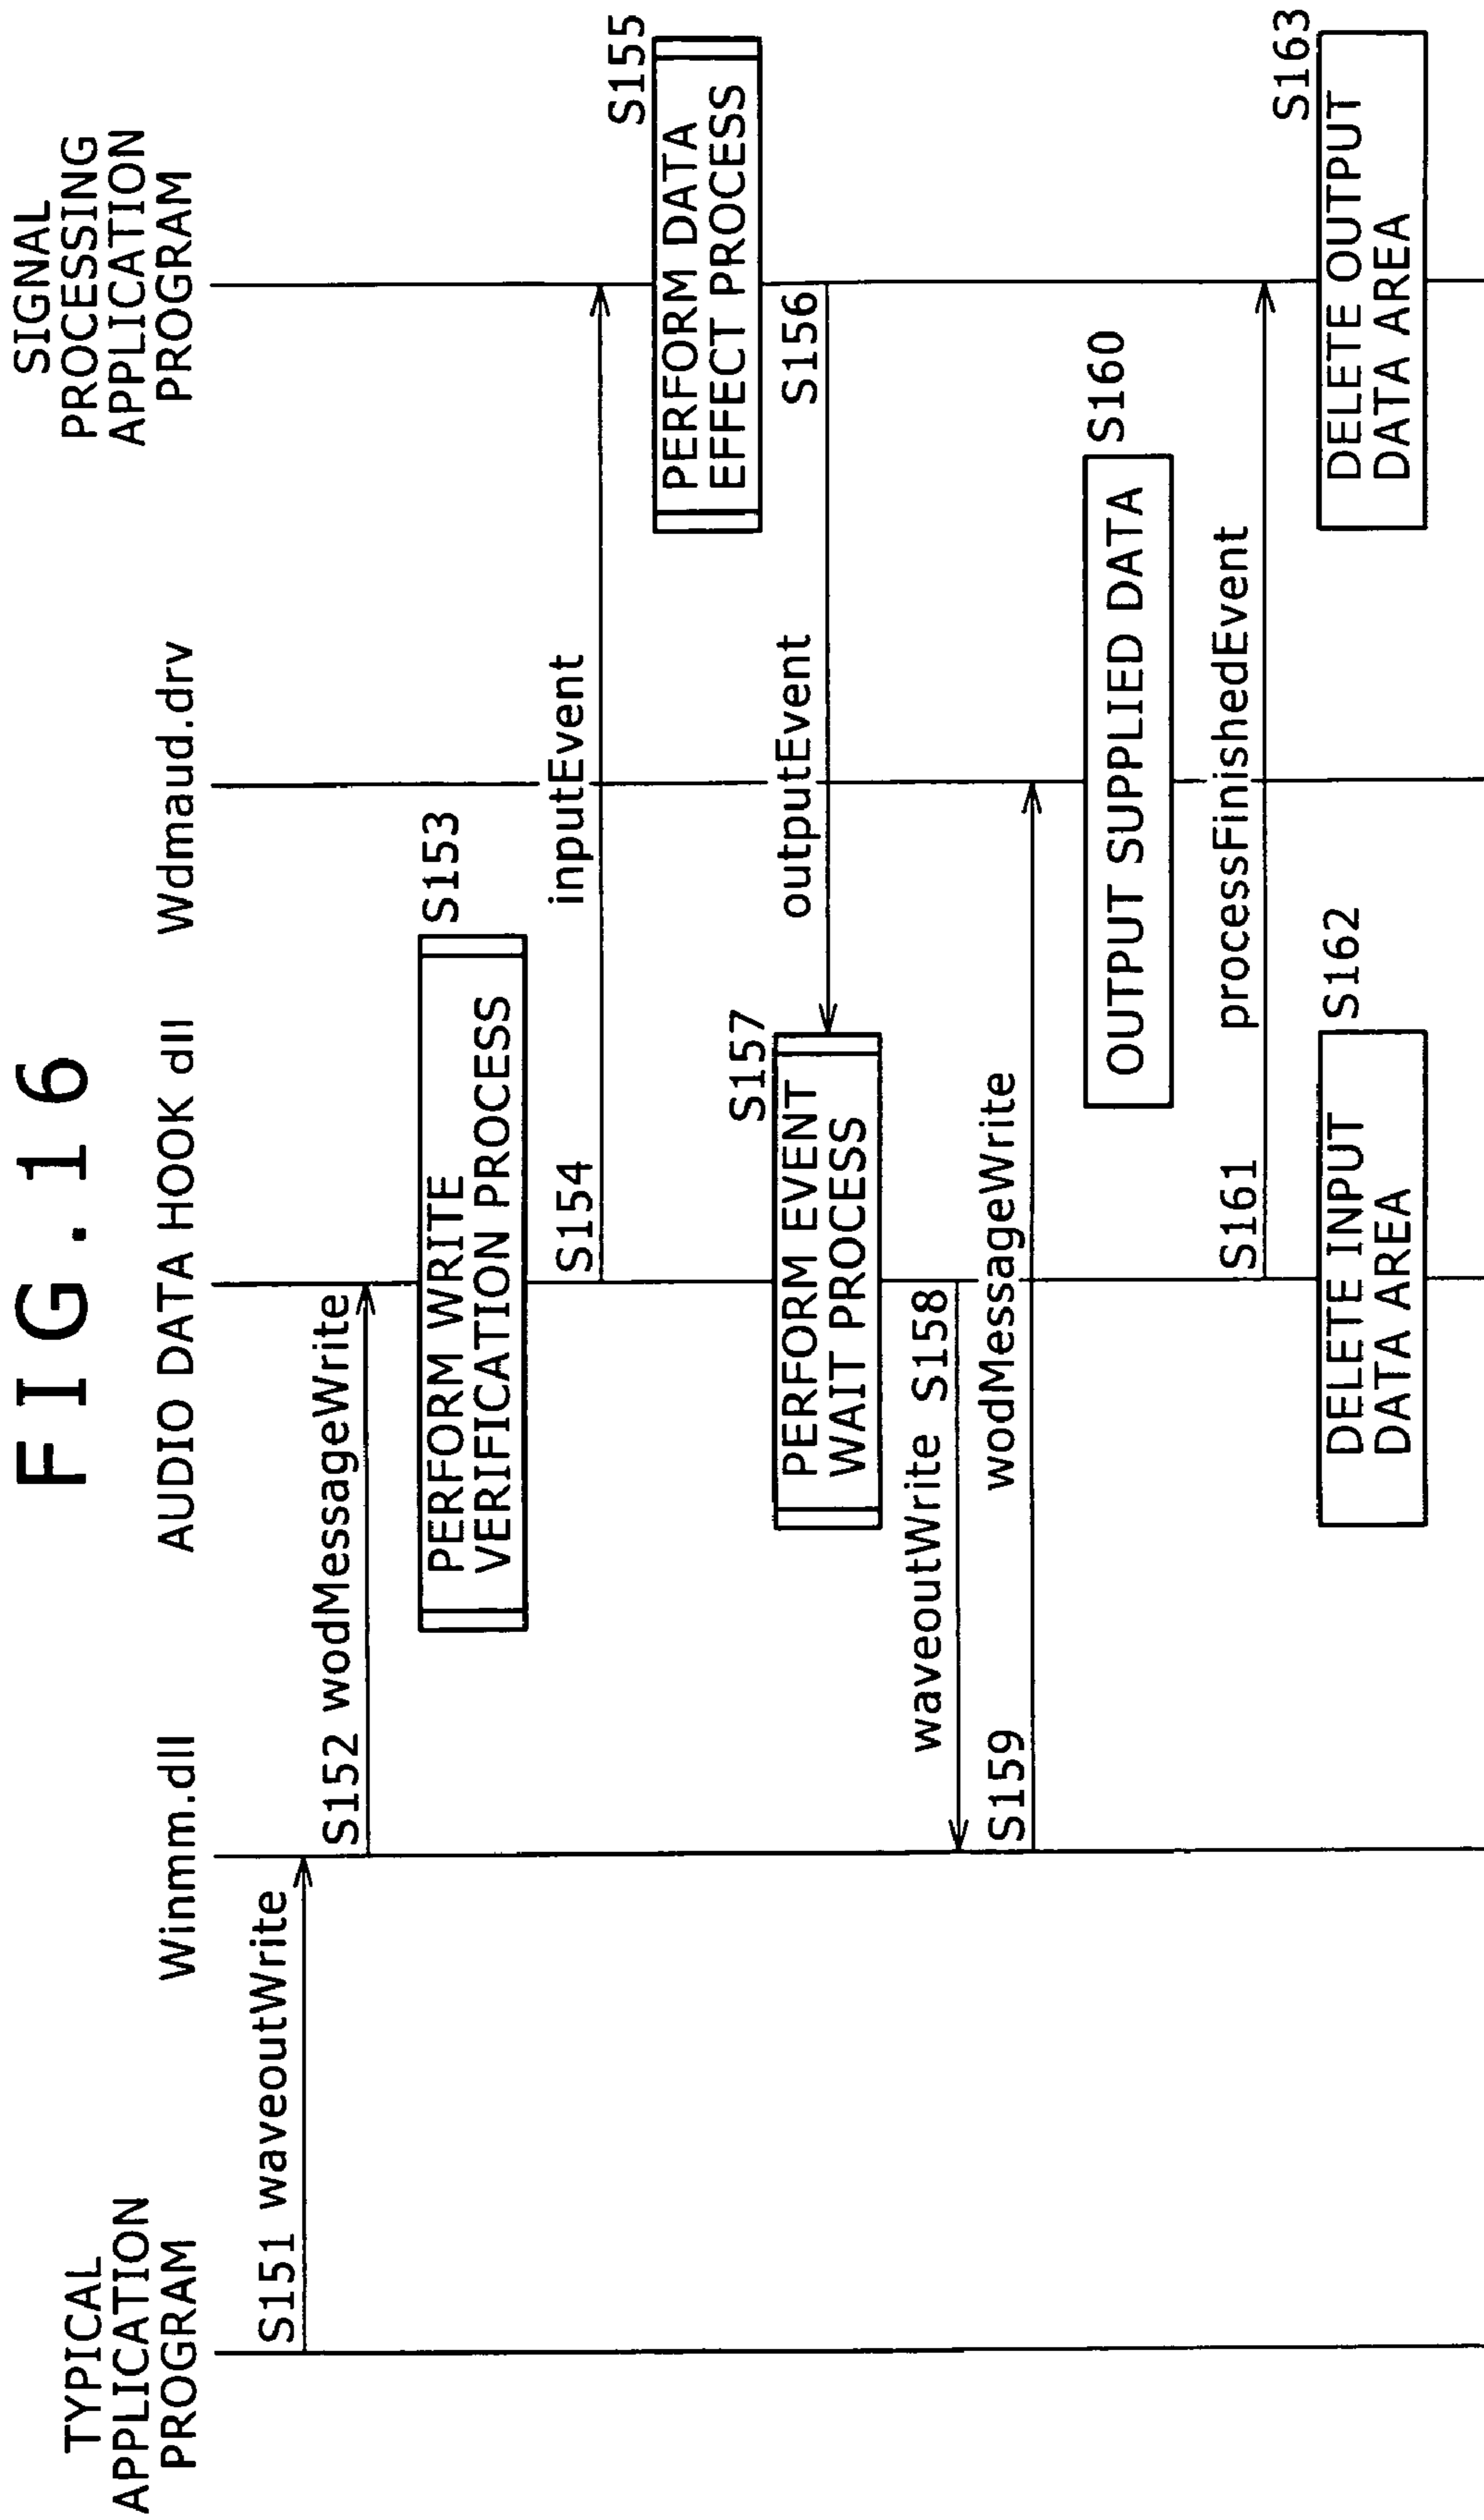 FIG.16
TYPICAL
APPLICATION
PROGRAM
Winmm.dll
AUDIO DATA HOOK dll
Wdmaud.drv
SIGNAL
PROCESSING
APPLICATION
PROGRAM
S151 waveoutWrite
S152 wodMessageWrite
PERFORM WRITE
VERIFICATION PROCESS
S153
S154
inputEvent
PERFORM DATA
EFFECT PROCESS
S155
S156
outputEvent
PERFORM EVENT
WAIT PROCESS
S157
waveoutWrite S158
S159
wodMessageWrite
OUTPUT SUPPLIED DATA
S160
S161
processFinishedEvent
DELETE INPUT
DATA AREA
S162
DELETE OUTPUT
DATA AREA
S163